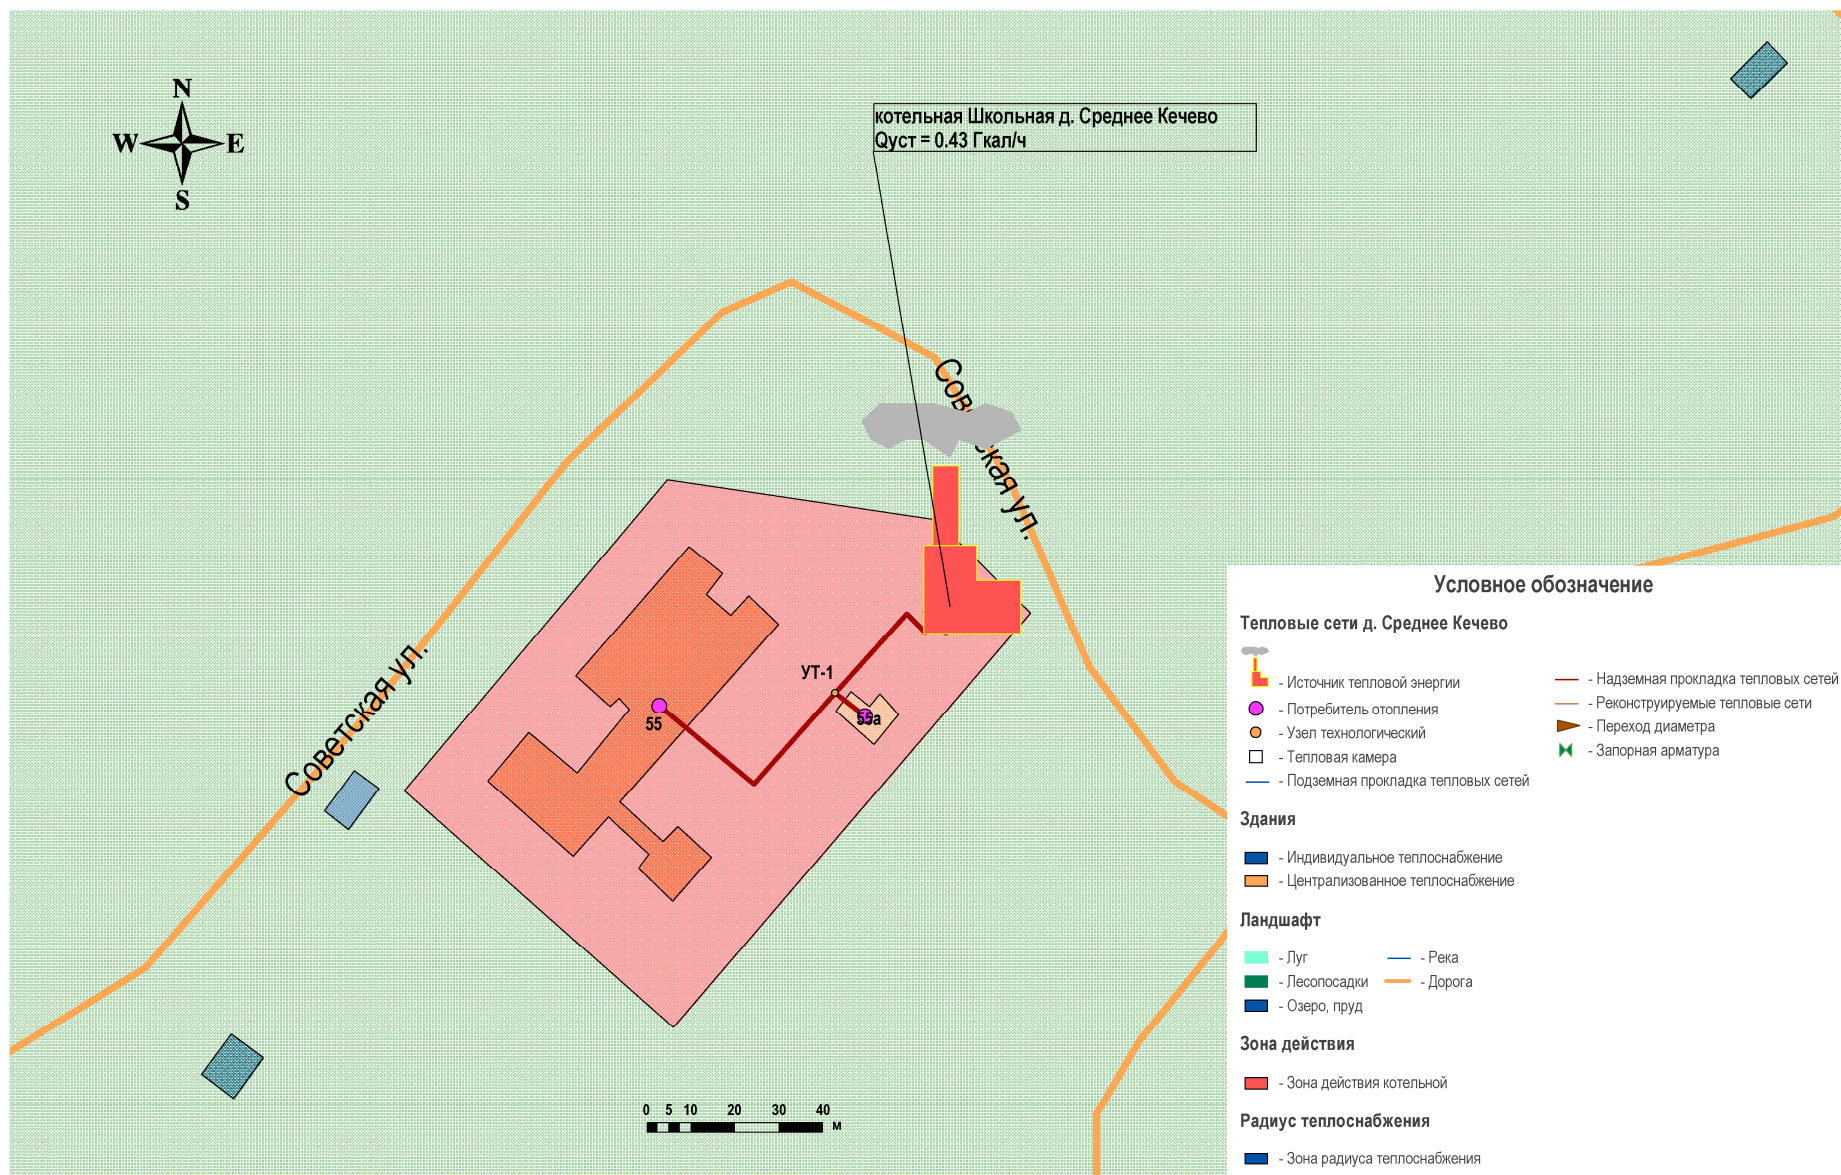 N
W E
S
котельная Школьная д. Среднее Кечево
Qуст = 0.43 Гкал/ч
Советская ул.
Советская ул.
УТ-1
55
55а
0 5 10 20 30 40
м
Условное обозначение
Тепловые сети д. Среднее Кечево
- Источник тепловой энергии
- Потребитель отопления
- Узел технологический
- Тепловая камера
- Подземная прокладка тепловых сетей
- Надземная прокладка тепловых сетей
- Реконструируемые тепловые сети
- Переход диаметра
- Запорная арматура
Здания
- Индивидуальное теплоснабжение
- Централизованное теплоснабжение
Ландшафт
- Луг
- Лесопосадки
- Озеро, пруд
- Река
- Дорога
Зона действия
- Зона действия котельной
Радиус теплоснабжения
- Зона радиуса теплоснабжения